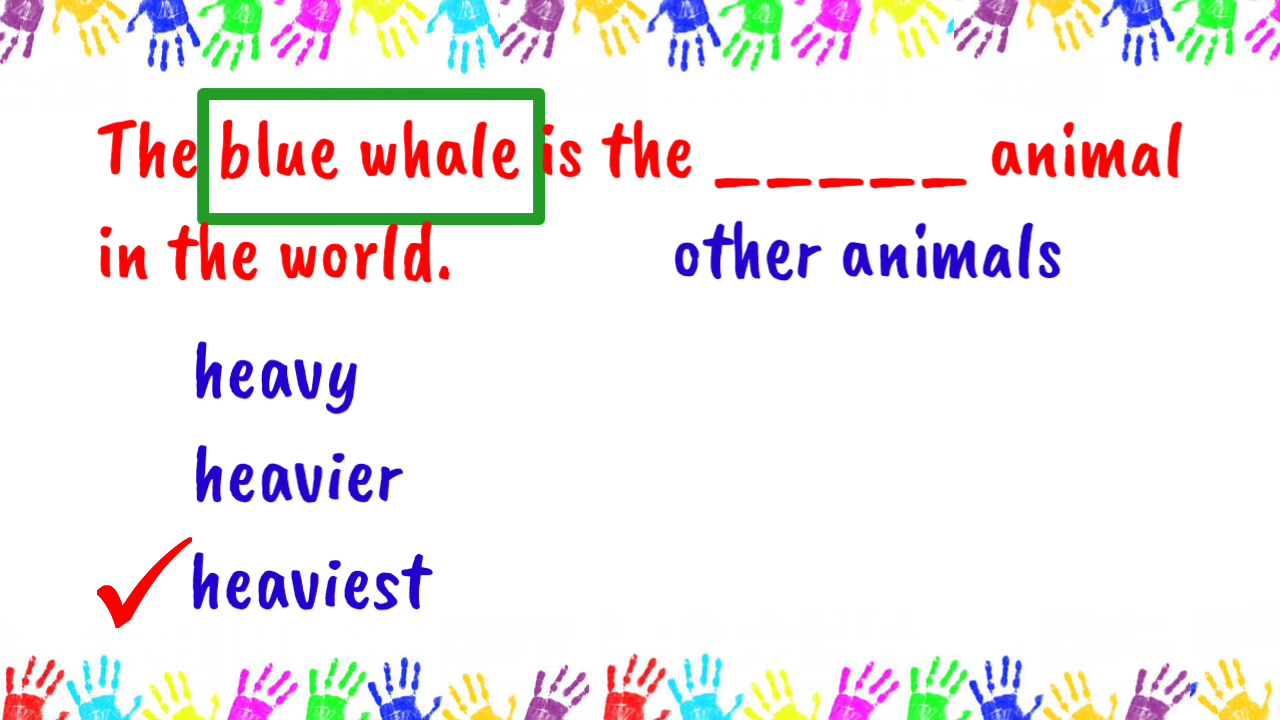 The blue whale is the _____ animal
in the world.
other animals
heavy
heavier
heaviest